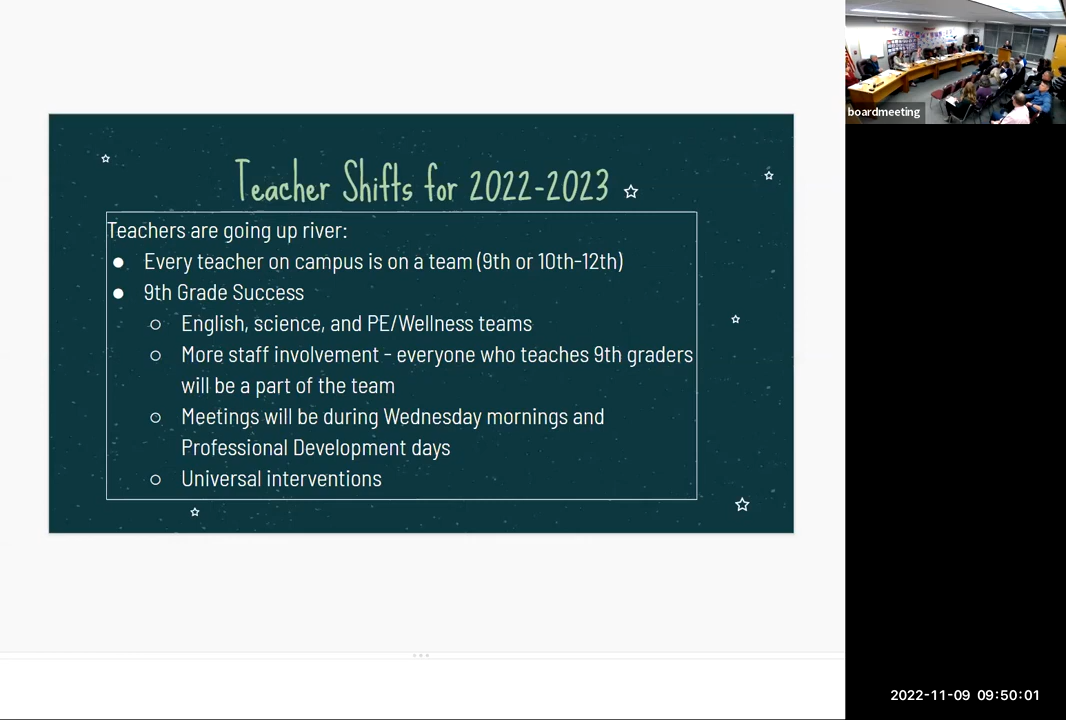 boardmeeting
Teacher Shifts for 2022-2023
Teachers are going up river:
● Every teacher on campus is on a team (9th or 10th-12th)
● 9th Grade Success
○ English, science, and PE/Wellness teams
○ More staff involvement - everyone who teaches 9th graders
will be a part of the team
○ Meetings will be during Wednesday mornings and
Professional Development days
○ Universal interventions
2022-11-09 09:50:01